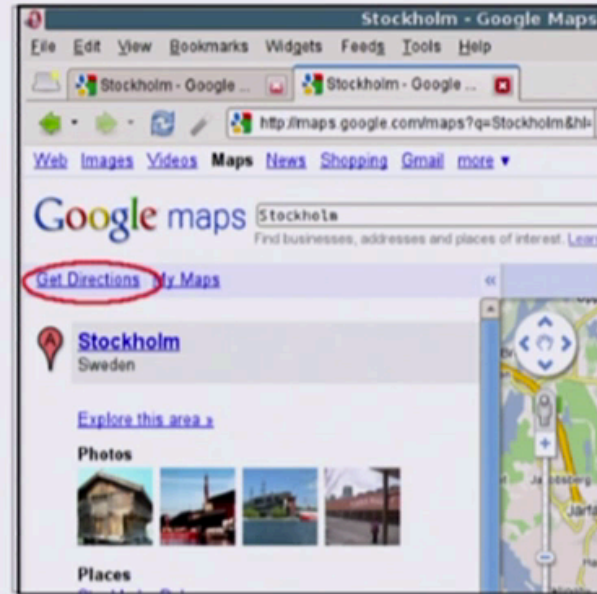 Stockholm - Google Maps
File Edit View Bookmarks Widgets Feeds Tools Help
Stockholm - Google ... Stockholm - Google ...
http://maps.google.com/maps?q=Stockholm&hl=
Web Images Videos Maps News Shopping Gmail more ▼
Google maps Stockholm
Find businesses, addresses and places of interest. Lear
Get Directions My Maps «
A
Stockholm
Sweden
Explore this area »
Photos
Places